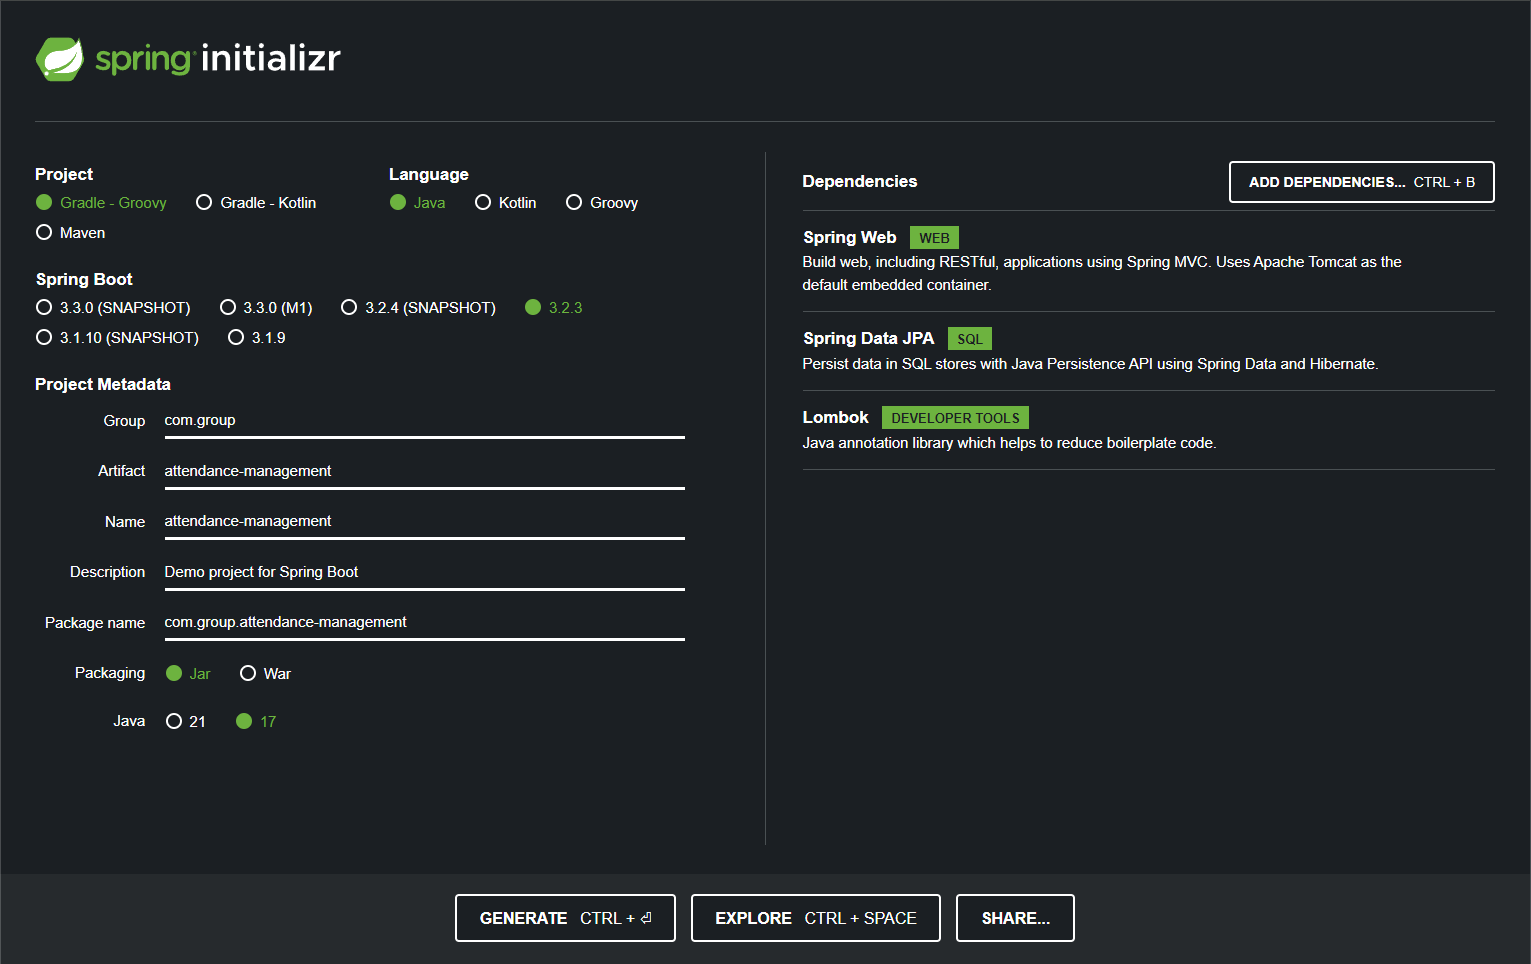 spring initializr
Project
Gradle - Groovy Gradle - Kotlin
Maven
Language
Java Kotlin Groovy
Spring Boot
3.3.0 (SNAPSHOT) 3.3.0 (M1) 3.2.4 (SNAPSHOT) 3.2.3
3.1.10 (SNAPSHOT) 3.1.9
Project Metadata
Group com.group
Artifact attendance-management
Name attendance-management
Description Demo project for Spring Boot
Package name com.group.attendance-management
Packaging Jar War
Java 21 17
Dependencies ADD DEPENDENCIES... CTRL + B
Spring Web WEB
Build web, including RESTful, applications using Spring MVC. Uses Apache Tomcat as the
default embedded container.
Spring Data JPA SQL
Persist data in SQL stores with Java Persistence API using Spring Data and Hibernate.
Lombok DEVELOPER TOOLS
Java annotation library which helps to reduce boilerplate code.
GENERATE CTRL + ⏎ EXPLORE CTRL + SPACE SHARE...